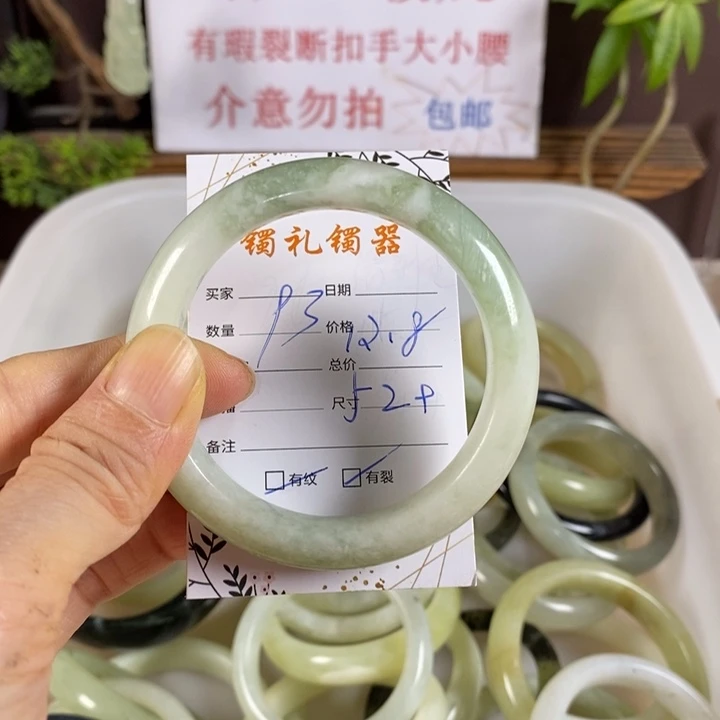 有瑕裂断扣手大小腰
介意勿拍 包邮
镯礼镯器
买家 93 日期
数量 价格 12.8
总价
尺寸 52+
备注
有纹 有裂